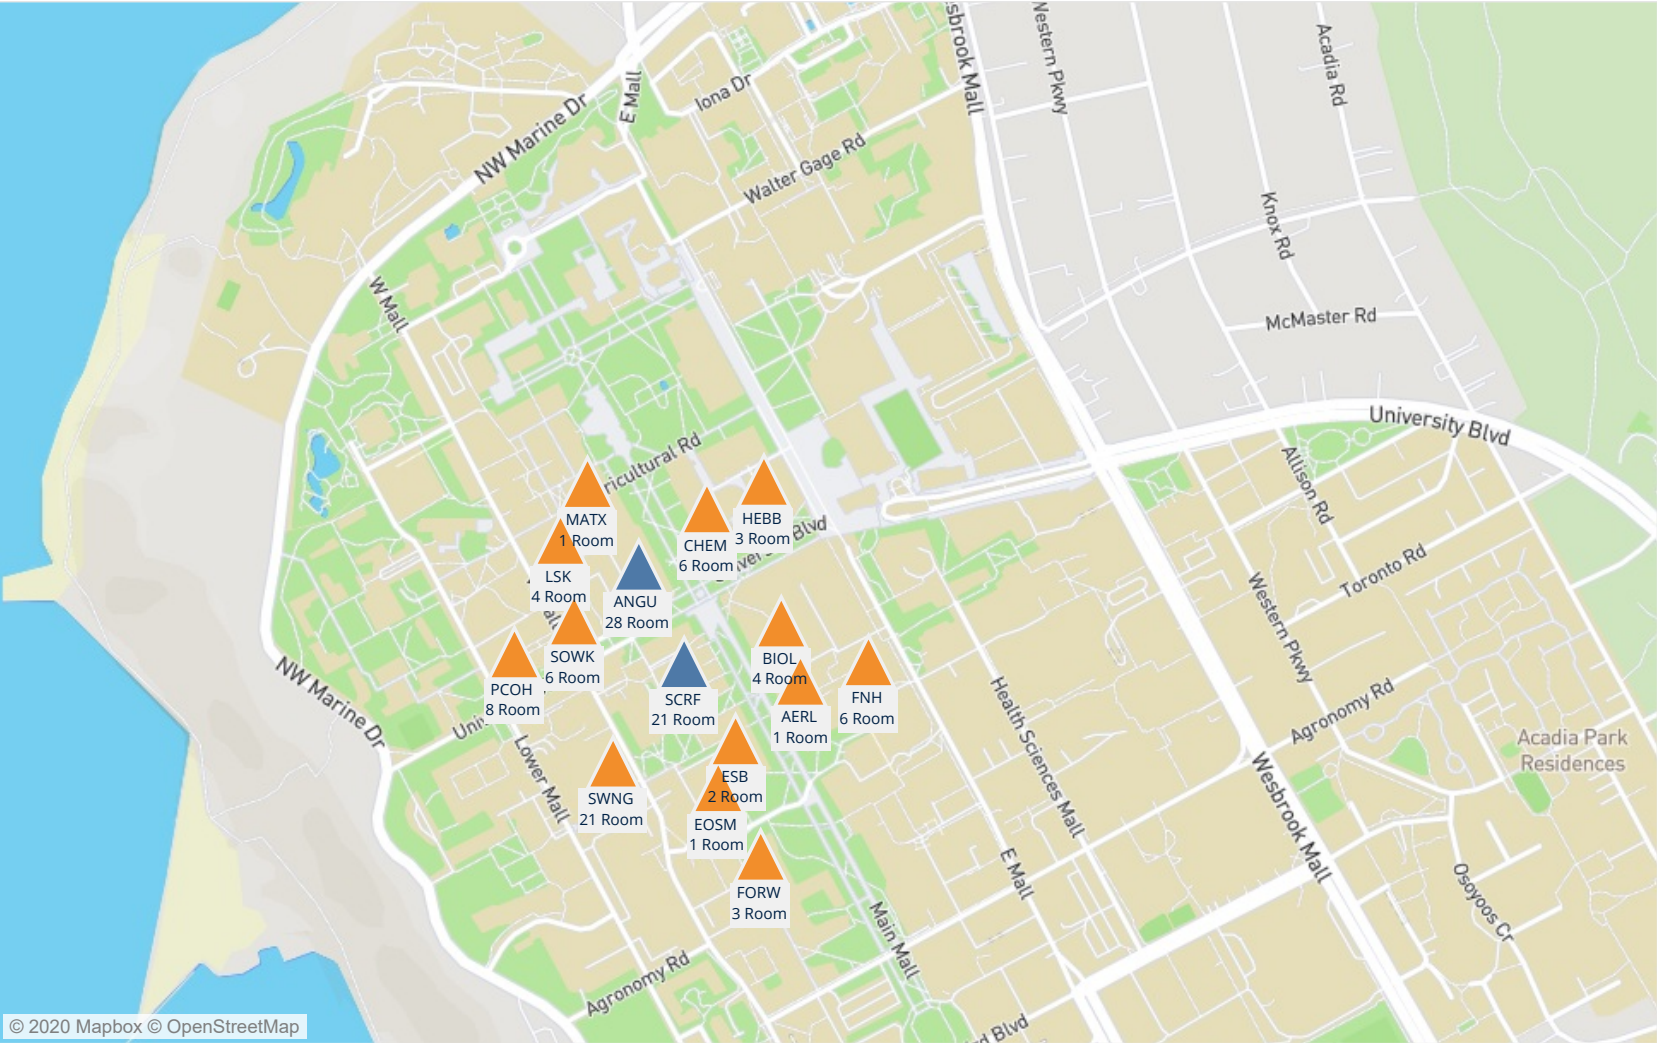 sbrook Mall
Western Pkwy
Acadia Rd
E Mall
Iona Dr
NW Marine Dr
Walter Gage Rd
Knox Rd
W Mall
McMaster Rd
University Blvd
ricultural Rd
Allison Rd
MATX
1 Room
HEBB
3 Room
CHEM
6 Room
Blvd
LSK
4 Room
ANGU
28 Room
Toronto Rd
Western Pkwy
SOWK
6 Room
BIOL
4 Room
PCOH
8 Room
SCRF
21 Room
FNH
6 Room
AERL
1 Room
NW Marine Dr
Uni
Health Sciences Mall
Agronomy Rd
Acadia Park
Residences
Lower Mall
ESB
2 Room
SWNG
21 Room
EOSM
1 Room
Wesbrook Mall
FORW
3 Room
E Mall
Osoyoos Cr
Main Mall
Agronomy Rd
rd Blvd
© 2020 Mapbox © OpenStreetMap